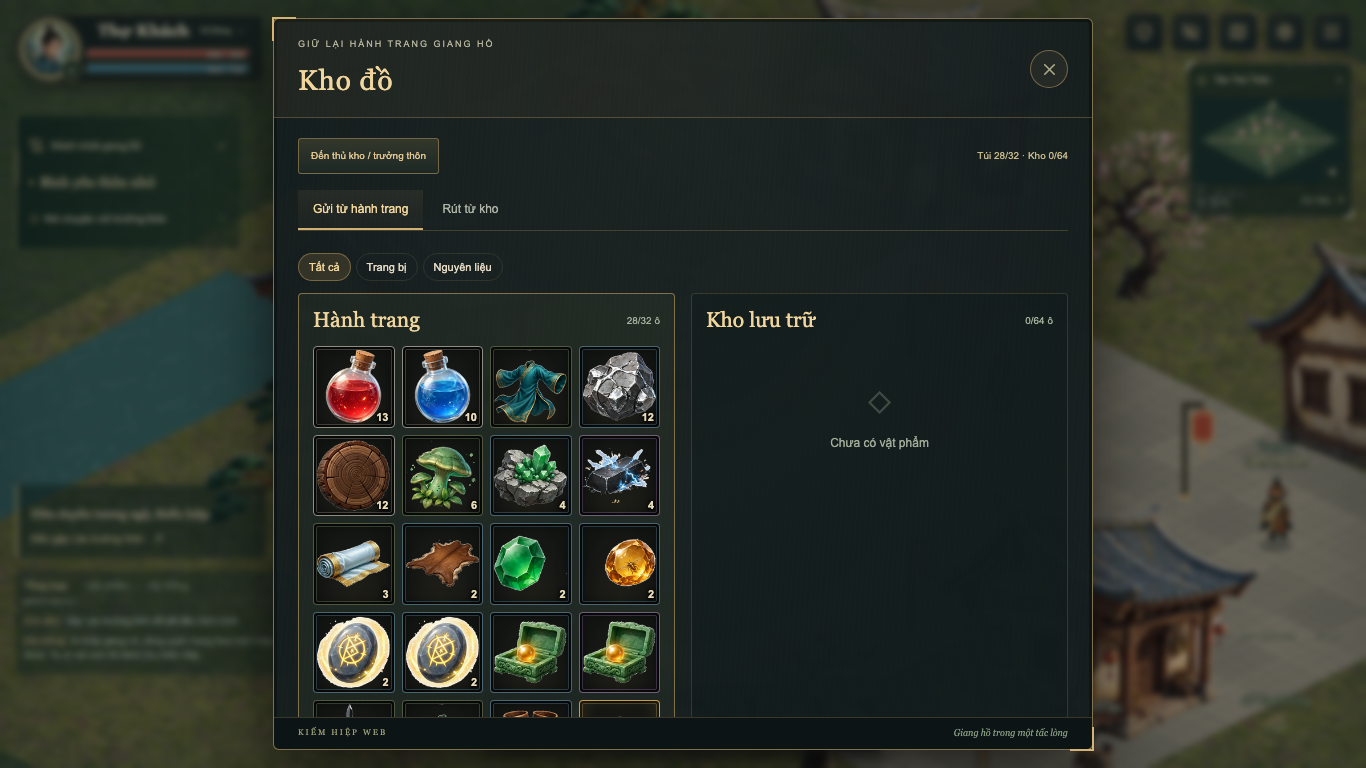 Thợ Khánh
GIỮ LẠI HÀNH TRANG GIANG HỒ
Kho đồ
Đến thủ kho / trưởng thôn
Túi 28/32 · Kho 0/64
Gửi từ hành trang
Rút từ kho
Tất cả
Trang bị
Nguyên liệu
Hành trang
28/32 ô
Kho lưu trữ
0/64 ô
13
10
12
12
6
4
4
3
2
2
2
2
2
Chưa có vật phẩm
KIẾM HIỆP WEB
Giang hồ trong một tấc lòng